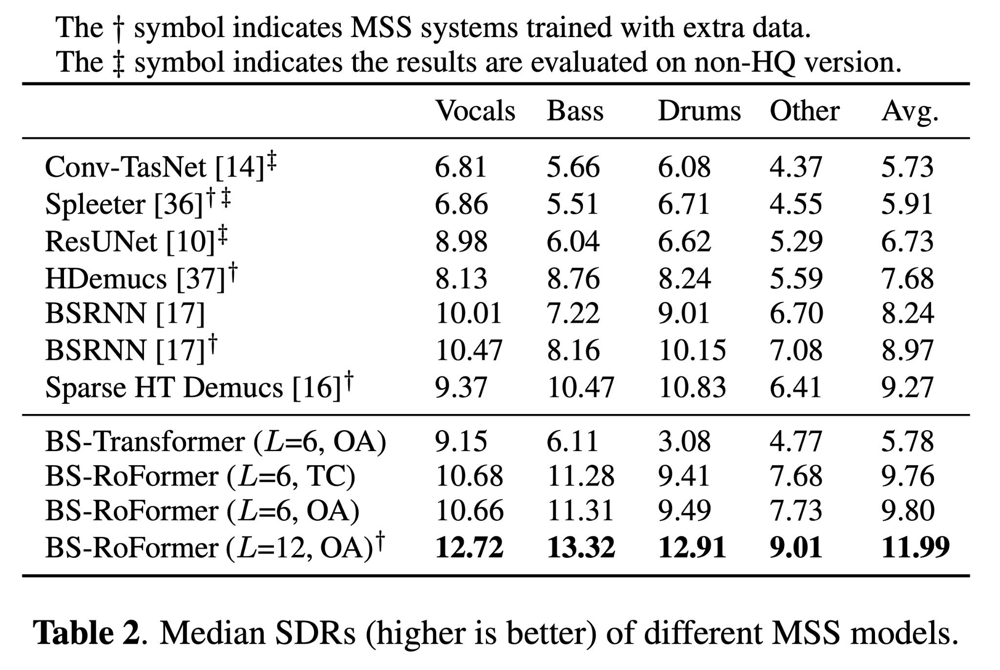 The † symbol indicates MSS systems trained with extra data.
The ‡ symbol indicates the results are evaluated on non-HQ version.
Vocals Bass Drums Other Avg.
Conv-TasNet [14]‡ 6.81 5.66 6.08 4.37 5.73
Spleeter [36]† ‡ 6.86 5.51 6.71 4.55 5.91
ResUNet [10]‡ 8.98 6.04 6.62 5.29 6.73
HDemucs [37]† 8.13 8.76 8.24 5.59 7.68
BSRNN [17] 10.01 7.22 9.01 6.70 8.24
BSRNN [17]† 10.47 8.16 10.15 7.08 8.97
Sparse HT Demucs [16]† 9.37 10.47 10.83 6.41 9.27
BS-Transformer (L=6, OA) 9.15 6.11 3.08 4.77 5.78
BS-RoFormer (L=6, TC) 10.68 11.28 9.41 7.68 9.76
BS-RoFormer (L=6, OA) 10.66 11.31 9.49 7.73 9.80
BS-RoFormer (L=12, OA)† 12.72 13.32 12.91 9.01 11.99
Table 2. Median SDRs (higher is better) of different MSS models.